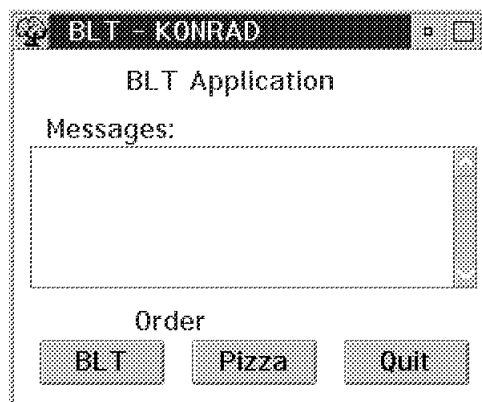 BLT - KONRAD
BLT Application
Messages:
Order
BLT Pizza Quit